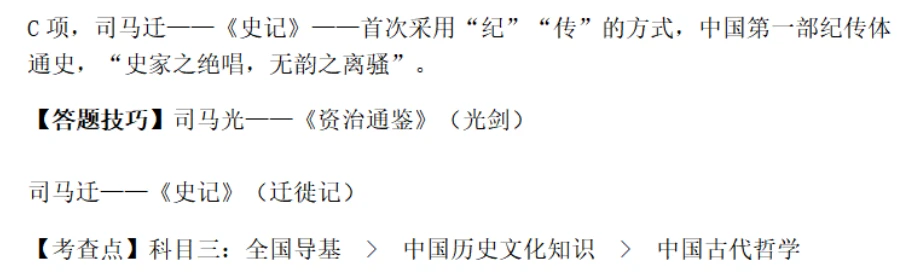 C 项，司马迁——《史记》——首次采用“纪”“传”的方式，中国第一部纪传体
通史，“史家之绝唱，无韵之离骚”。
【答题技巧】司马光——《资治通鉴》（光剑）
司马迁——《史记》（迁徙记）
【考查点】科目三：全国导基 > 中国历史文化知识 > 中国古代哲学